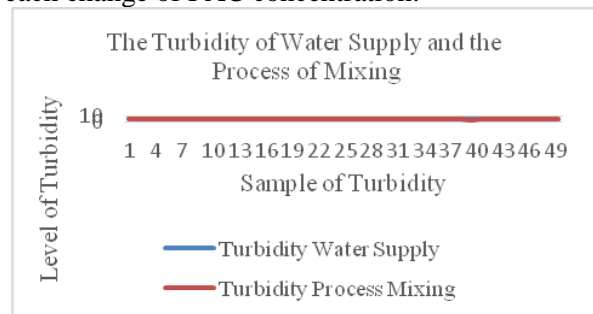 each change of PAC concentration.
The Turbidity of Water Supply and the
Process of Mixing
Level of Turbidity
1 4 7 10 13 16 19 22 25 28 31 34 37 40 43 46 49
Sample of Turbidity
Turbidity Water Supply
Turbidity Process Mixing